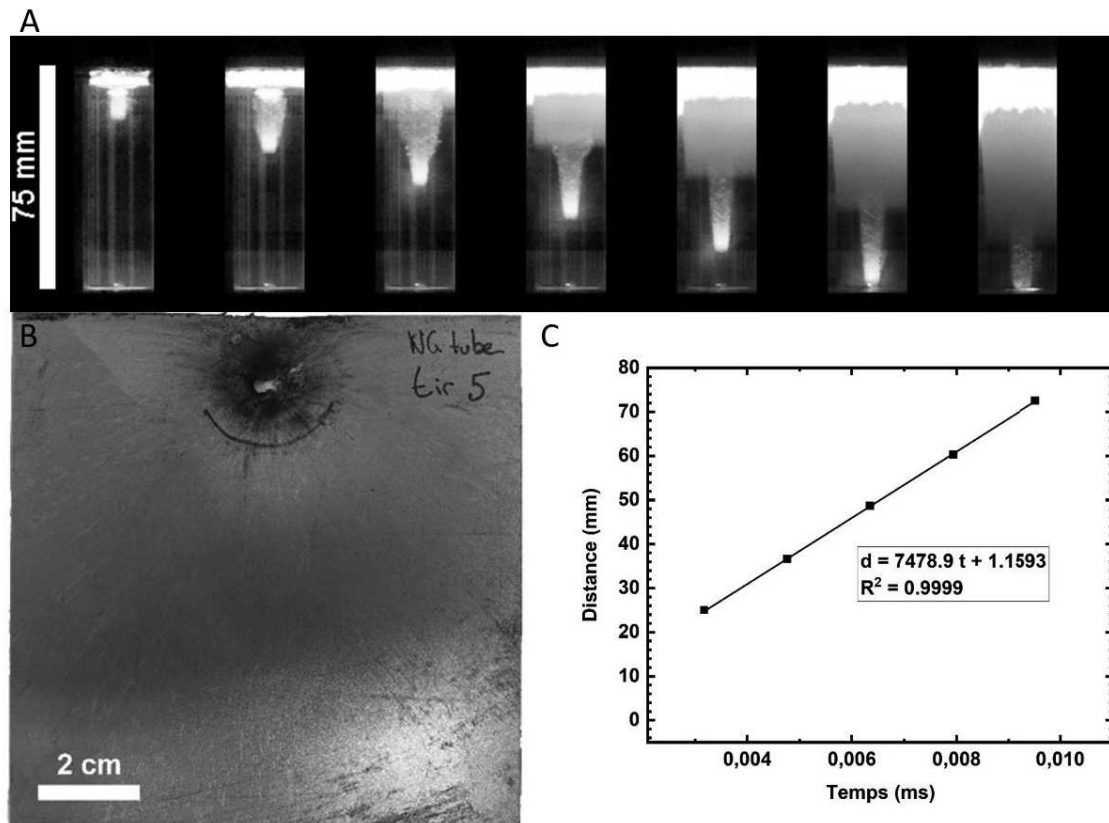 A
75 mm
B
NG tube
tir 5
2 cm
C
80
70
60
50
40
30
20
10
0
Distance (mm)
d = 7478.9 t + 1.1593
R² = 0.9999
0,004 0,006 0,008 0,010
Temps (ms)